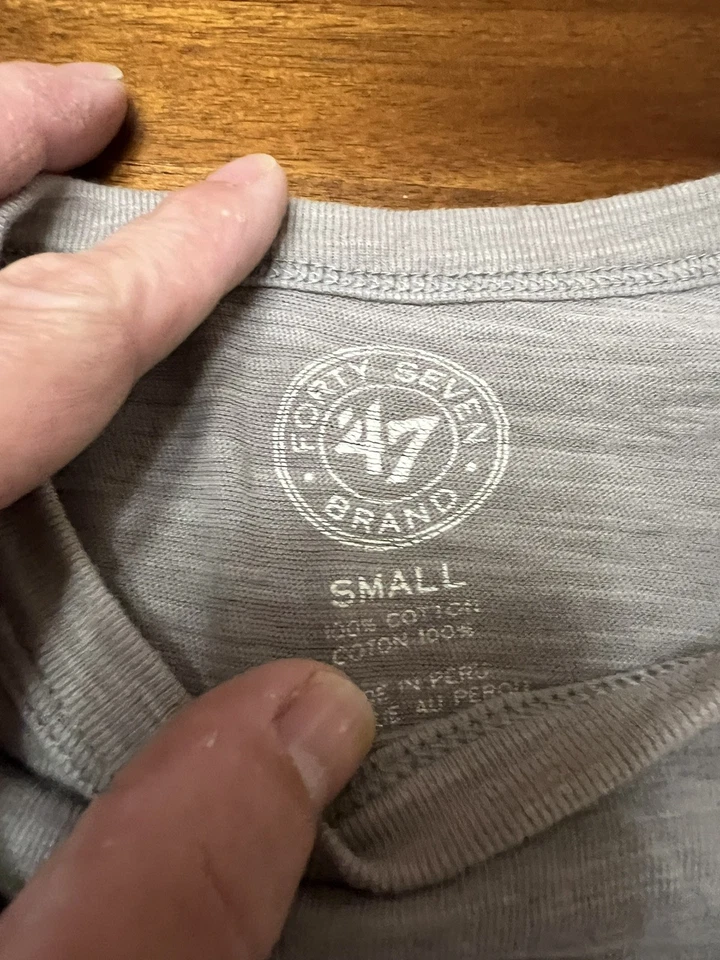 FORTY SEVEN
'47
BRAND
SMALL
100% COTTON
COTON 100%
IN PERU
AU PEROU